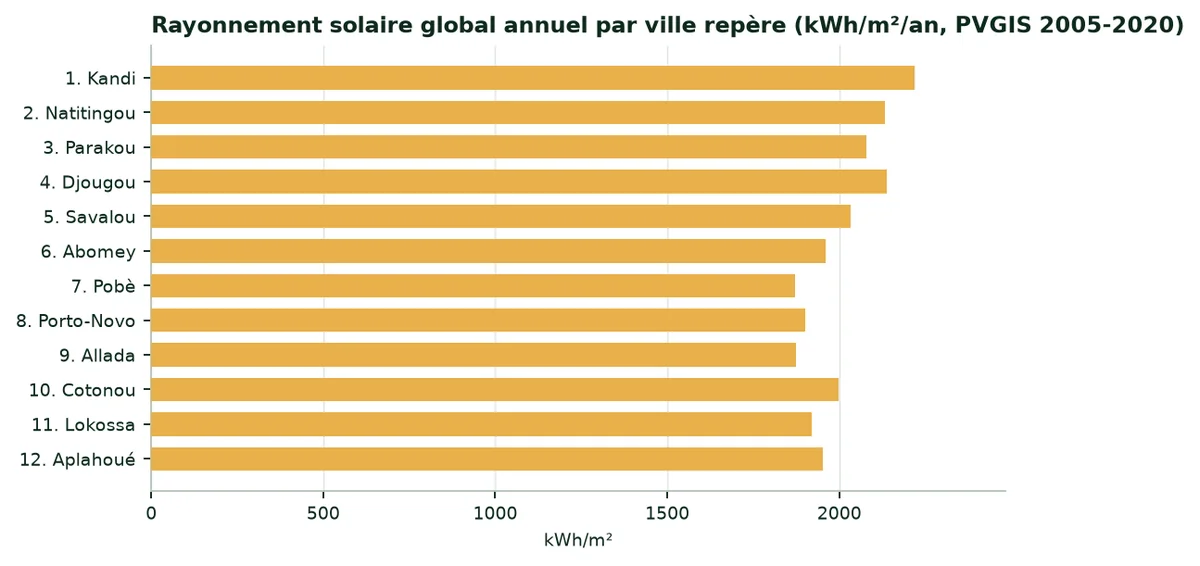 Rayonnement solaire global annuel par ville repère (kWh/m²/an, PVGIS 2005-2020)
1. Kandi
2. Natitingou
3. Parakou
4. Djougou
5. Savalou
6. Abomey
7. Pobè
8. Porto-Novo
9. Allada
10. Cotonou
11. Lokossa
12. Aplahoué
0 500 1000 1500 2000
kWh/m²